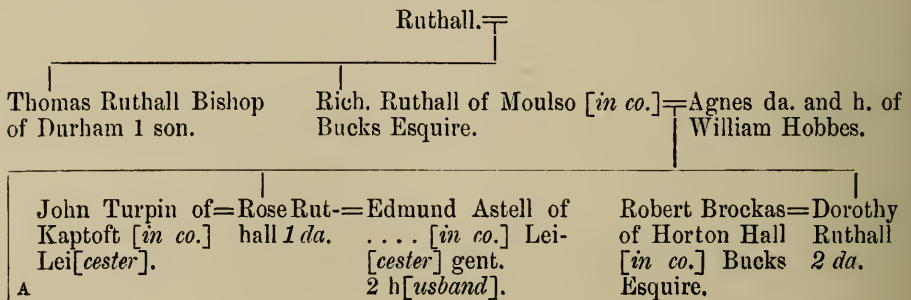 Ruthall.
Thomas Ruthall Bishop
of Durham 1 son.
Rich. Ruthall of Moulso [in co.]
Bucks Esquire.
Agnes da. and h. of
William Hobbes.
John Turpin of
Kaptoft [in co.]
Lei[cester].
Rose Rut-
hall 1 da.
Edmund Astell of
.... [in co.] Lei-
[cester] gent.
2 h[usband].
Robert Brockas
of Horton Hall
[in co.] Bucks
Esquire.
Dorothy
Ruthall
2 da.
A